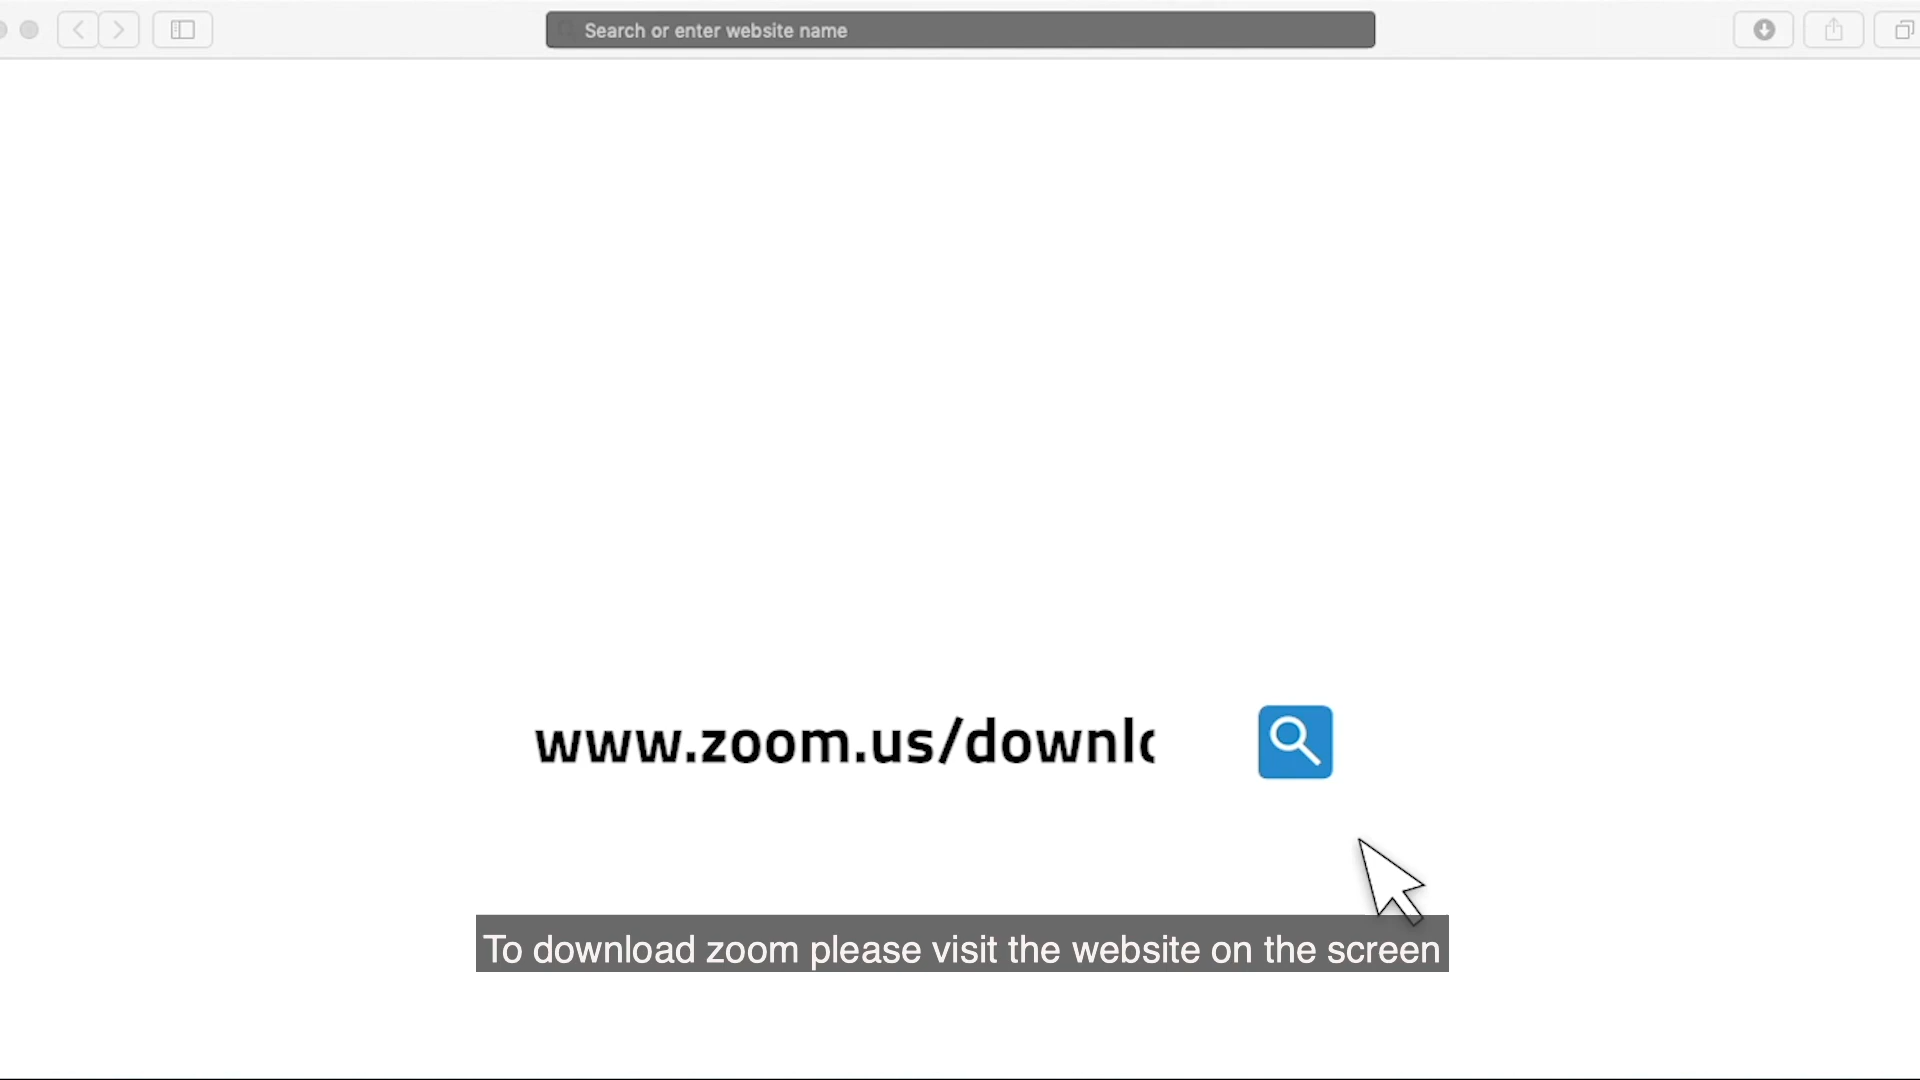 Search or enter website name
www.zoom.us/downl
To download zoom please visit the website on the screen